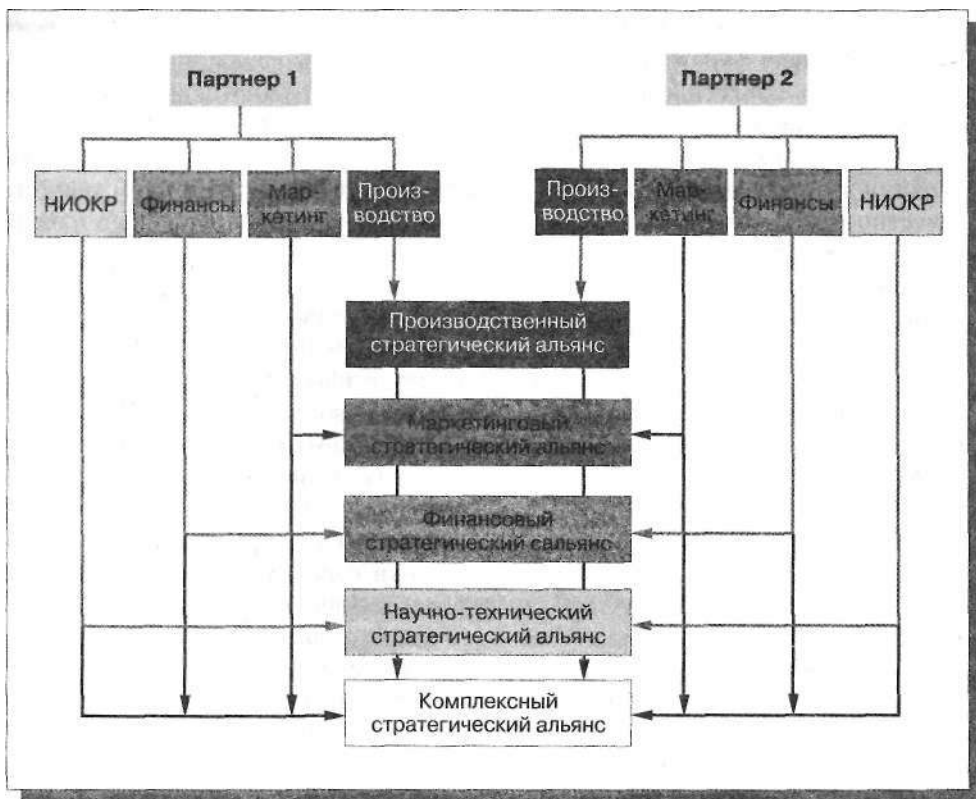 Партнер 1
Партнер 2
НИОКР
Финансы
Мар-
кетинг
Произ-
водство
Произ-
водство
Мар-
кетинг
Финансы
НИОКР
Производственный
стратегический альянс
Маркетинговый
стратегический альянс
Финансовый
стратегический сальянс
Научно-технический
стратегический альянс
Комплексный
стратегический альянс